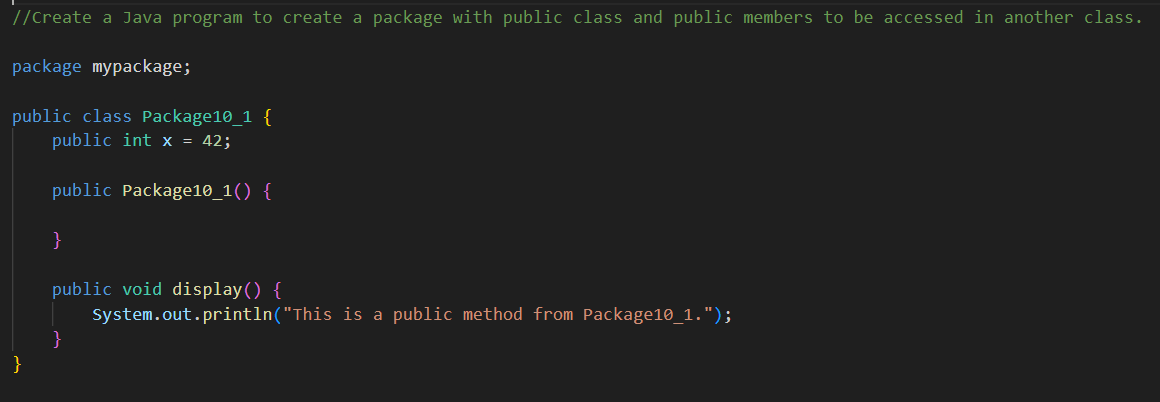 //Create a Java program to create a package with public class and public members to be accessed in another class.
package mypackage;
public class Package10_1 {
public int x = 42;
public Package10_1() {
}
public void display() {
System.out.println("This is a public method from Package10_1.");
}
}